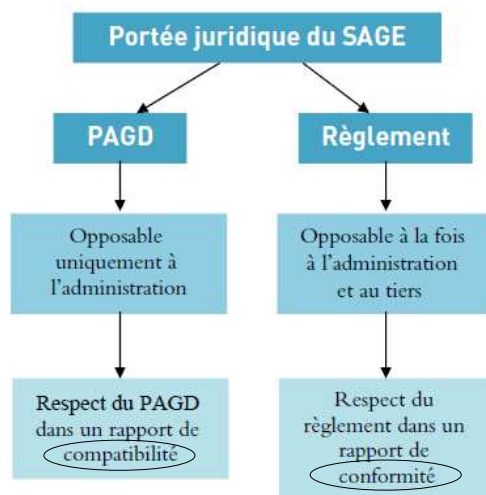 Portée juridique du SAGE
PAGD
Règlement
Opposable
uniquement à
l'administration
Opposable à la fois
à l'administration
et au tiers
Respect du PAGD
dans un rapport de
compatibilité
Respect du
règlement dans un
rapport de
conformité